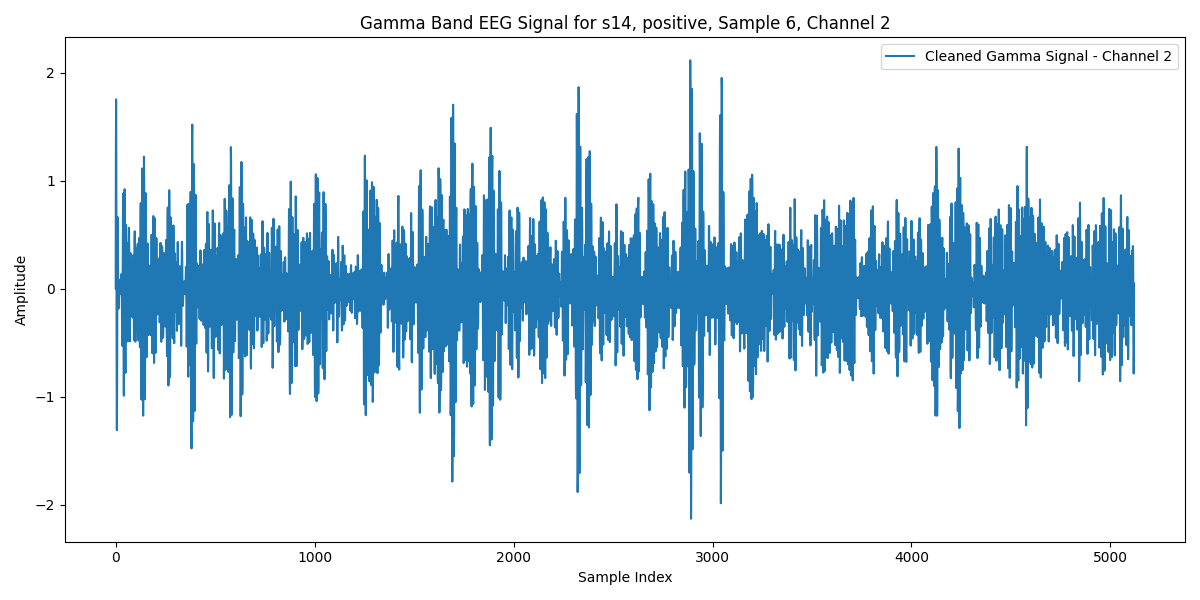 Gamma Band EEG Signal for s14, positive, Sample 6, Channel 2
Cleaned Gamma Signal - Channel 2
Amplitude
2
1
0
−1
−2
0 1000 2000 3000 4000 5000
Sample Index